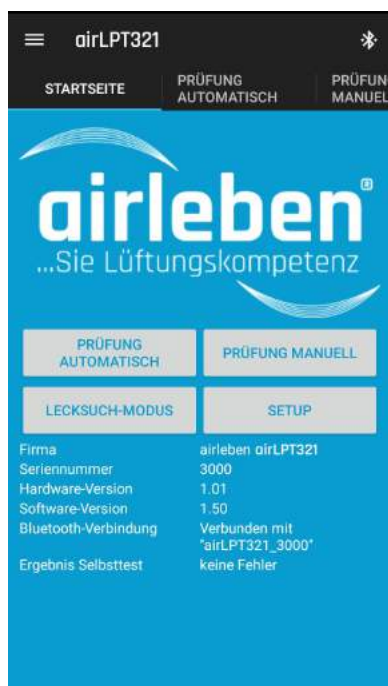 airLPT321
STARTSEITE
PRÜFUNG
AUTOMATISCH
PRÜFUN
MANUEL
airleben®
...Sie Lüftungskompetenz
PRÜFUNG
AUTOMATISCH
PRÜFUNG MANUELL
LECKSUCH-MODUS
SETUP
Firma airleben airLPT321
Seriennummer 3000
Hardware-Version 1.01
Software-Version 1.50
Bluetooth-Verbindung Verbunden mit
"airLPT321_3000"
Ergebnis Selbsttest keine Fehler